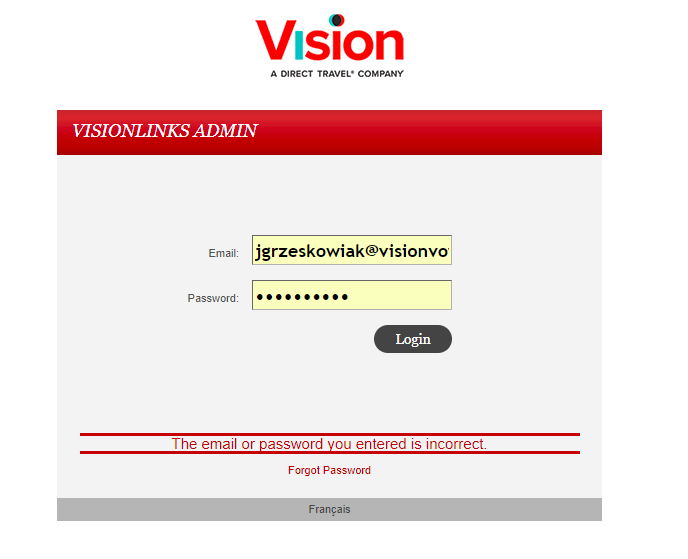 Vision
A DIRECT TRAVEL® COMPANY
VISIONLINKS ADMIN
Email: jgrzeskowiak@visionvo
Password: ••••••••••
Login
The email or password you entered is incorrect.
Forgot Password
Français